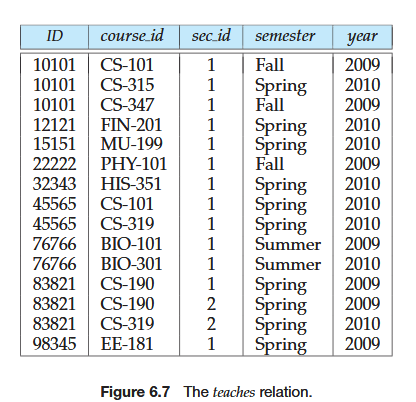 ID course_id sec_id semester year
10101 CS-101 1 Fall 2009
10101 CS-315 1 Spring 2010
10101 CS-347 1 Fall 2009
12121 FIN-201 1 Spring 2010
15151 MU-199 1 Spring 2010
22222 PHY-101 1 Fall 2009
32343 HIS-351 1 Spring 2010
45565 CS-101 1 Spring 2010
45565 CS-319 1 Spring 2010
76766 BIO-101 1 Summer 2009
76766 BIO-301 1 Summer 2010
83821 CS-190 1 Spring 2009
83821 CS-190 2 Spring 2009
83821 CS-319 2 Spring 2010
98345 EE-181 1 Spring 2009
Figure 6.7 The teaches relation.